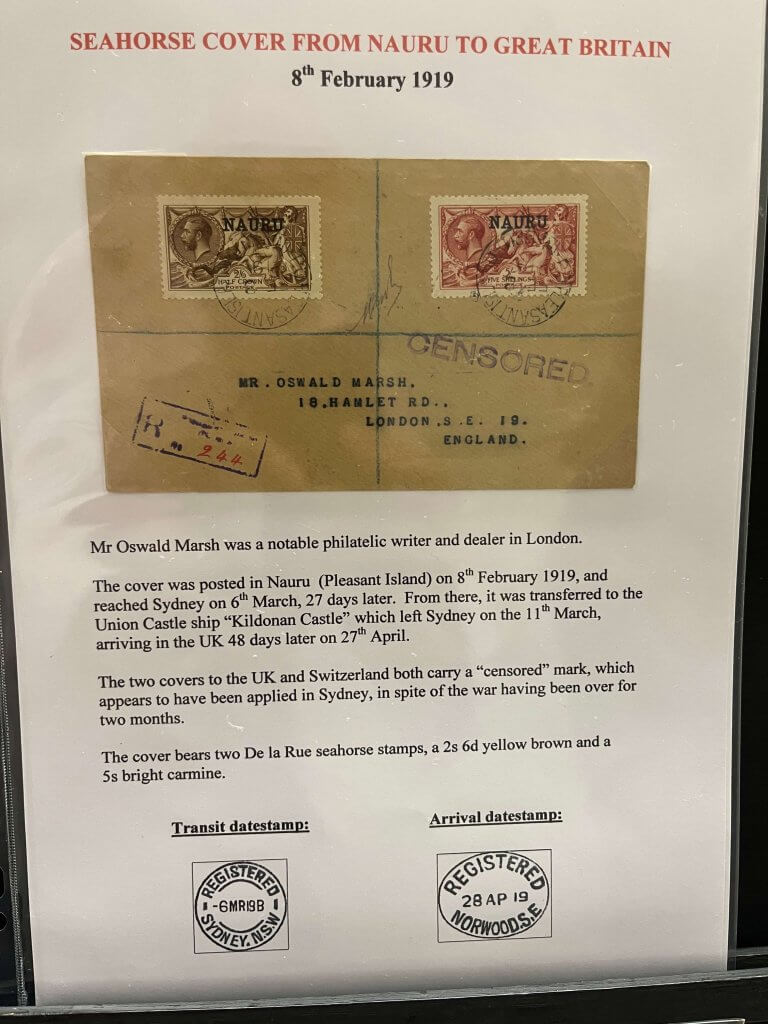 SEAHORSE COVER FROM NAURU TO GREAT BRITAIN
8th February 1919
NAURU
2/6
HALF CROWN
POSTAGE
EASANT IS
NAURU
FIVE SHILLINGS
EASANT IS
CENSORED.
MR. OSWALD MARSH.
18, HAMLET RD.,
LONDON. S.E. 19.
ENGLAND.
R
No 244
Mr Oswald Marsh was a notable philatelic writer and dealer in London.
The cover was posted in Nauru (Pleasant Island) on 8th February 1919, and
reached Sydney on 6th March, 27 days later. From there, it was transferred to the
Union Castle ship “Kildonan Castle” which left Sydney on the 11th March,
arriving in the UK 48 days later on 27th April.
The two covers to the UK and Switzerland both carry a “censored” mark, which
appears to have been applied in Sydney, in spite of the war having been over for
two months.
The cover bears two De la Rue seahorse stamps, a 2s 6d yellow brown and a
5s bright carmine.
Transit datestamp:
Arrival datestamp:
REGISTERED
-6MR19B
SYDNEY.N.S.W
REGISTERED
28 AP 19
NORWOOD.S.E